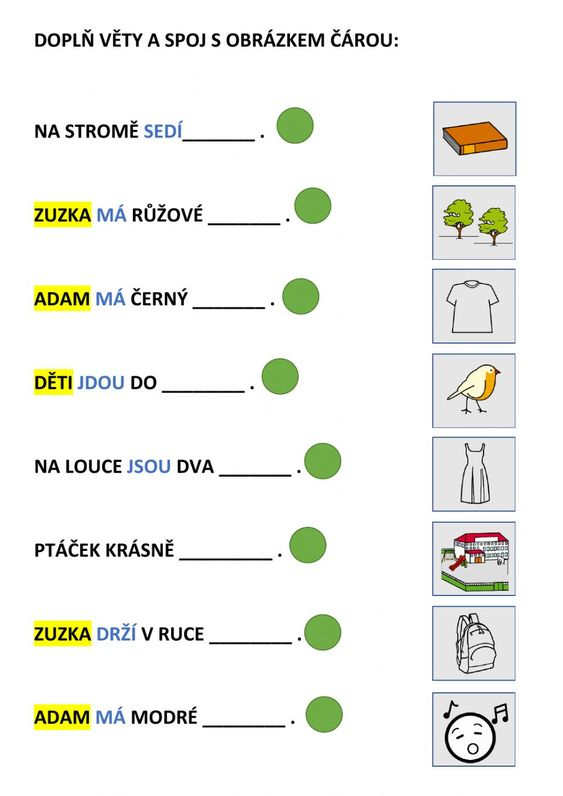 DOPLŇ VĚTY A SPOJ S OBRÁZKEM ČÁROU:
NA STROMĚ SEDÍ_______ .
ZUZKA MÁ RŮŽOVÉ _______ .
ADAM MÁ ČERNÝ _______ .
DĚTI JDOU DO ________ .
NA LOUCE JSOU DVA _______ .
PTÁČEK KRÁSNĚ _________ .
ZUZKA DRŽÍ V RUCE ________ .
ADAM MÁ MODRÉ ________ .